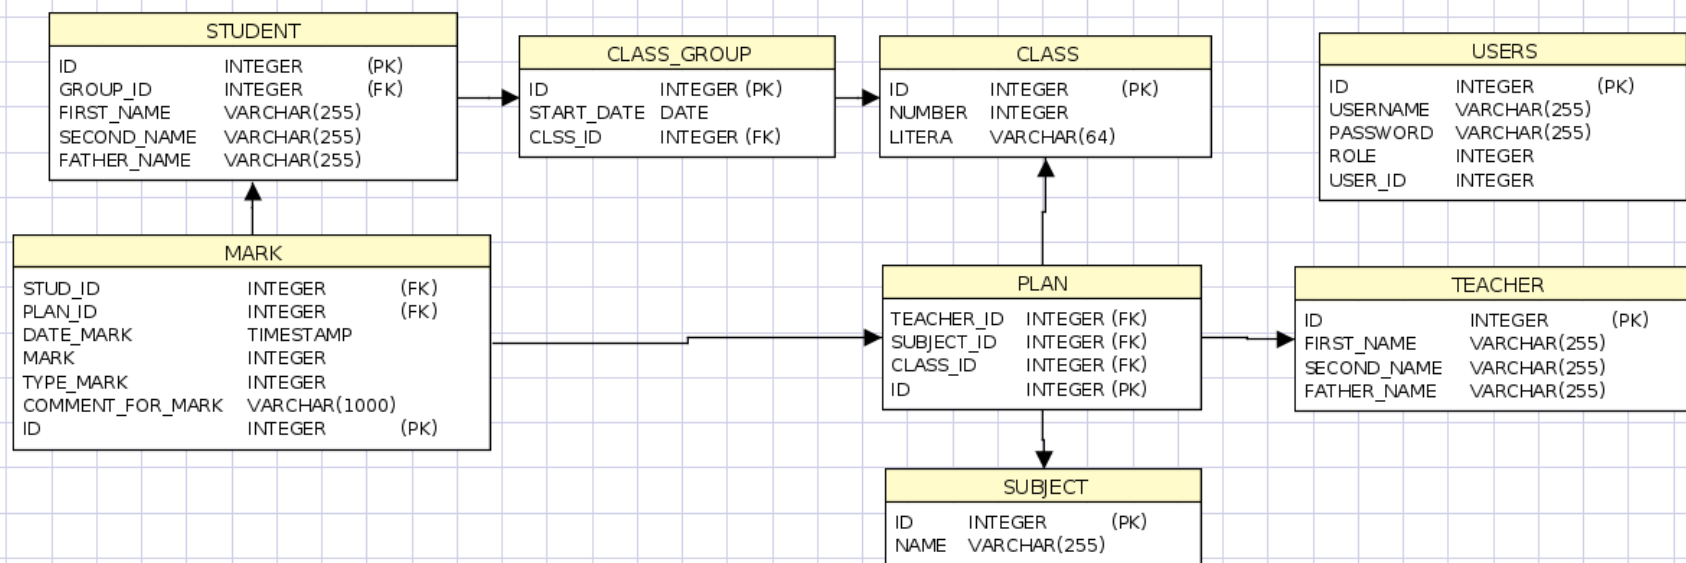 STUDENT
ID INTEGER (PK)
GROUP_ID INTEGER (FK)
FIRST_NAME VARCHAR(255)
SECOND_NAME VARCHAR(255)
FATHER_NAME VARCHAR(255)
CLASS_GROUP
ID INTEGER (PK)
START_DATE DATE
CLSS_ID INTEGER (FK)
CLASS
ID INTEGER (PK)
NUMBER INTEGER
LITERA VARCHAR(64)
USERS
ID INTEGER (PK)
USERNAME VARCHAR(255)
PASSWORD VARCHAR(255)
ROLE INTEGER
USER_ID INTEGER
MARK
STUD_ID INTEGER (FK)
PLAN_ID INTEGER (FK)
DATE_MARK TIMESTAMP
MARK INTEGER
TYPE_MARK INTEGER
COMMENT_FOR_MARK VARCHAR(1000)
ID INTEGER (PK)
PLAN
TEACHER_ID INTEGER (FK)
SUBJECT_ID INTEGER (FK)
CLASS_ID INTEGER (FK)
ID INTEGER (PK)
TEACHER
ID INTEGER (PK)
FIRST_NAME VARCHAR(255)
SECOND_NAME VARCHAR(255)
FATHER_NAME VARCHAR(255)
SUBJECT
ID INTEGER (PK)
NAME VARCHAR(255)